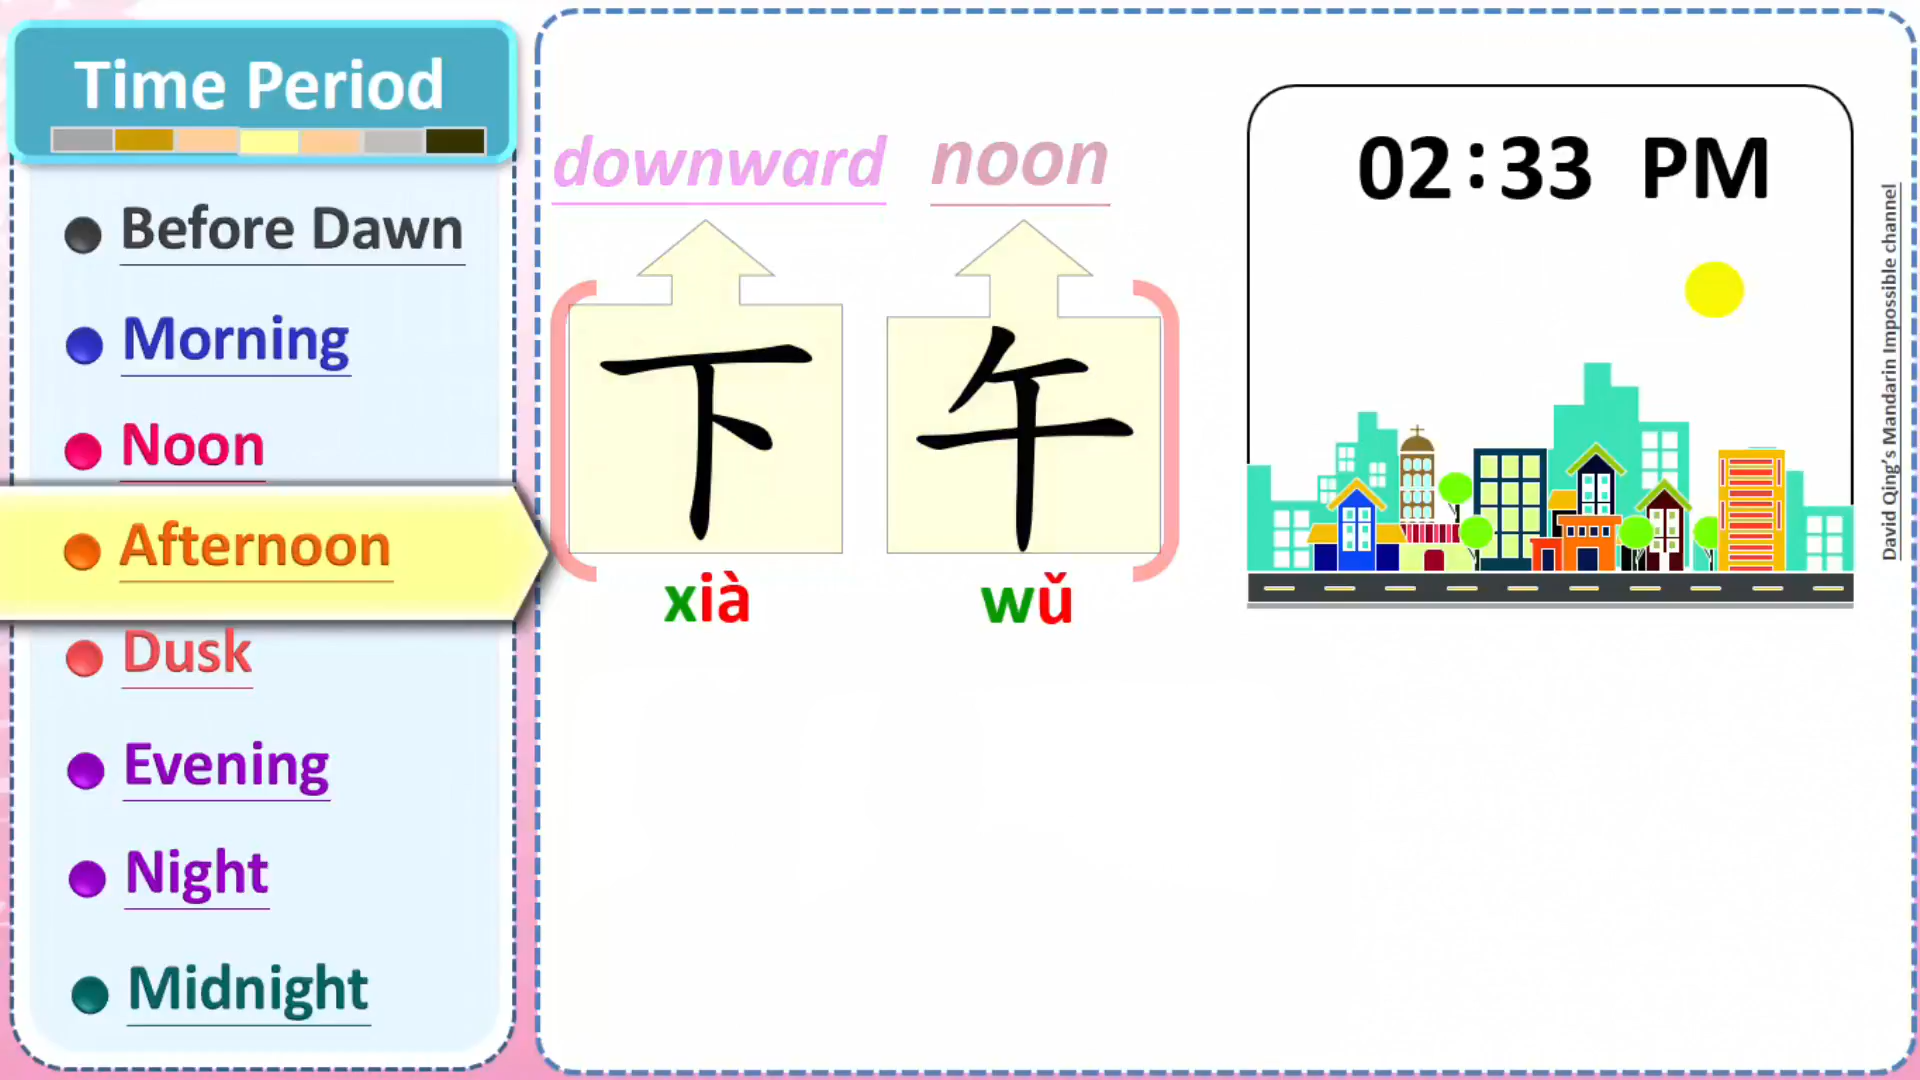 Time Period
Before Dawn
Morning
Noon
Afternoon
Dusk
Evening
Night
Midnight
downward noon
下午
xià wǔ
02:33 PM
David Qing's Mandarin Impossible channel